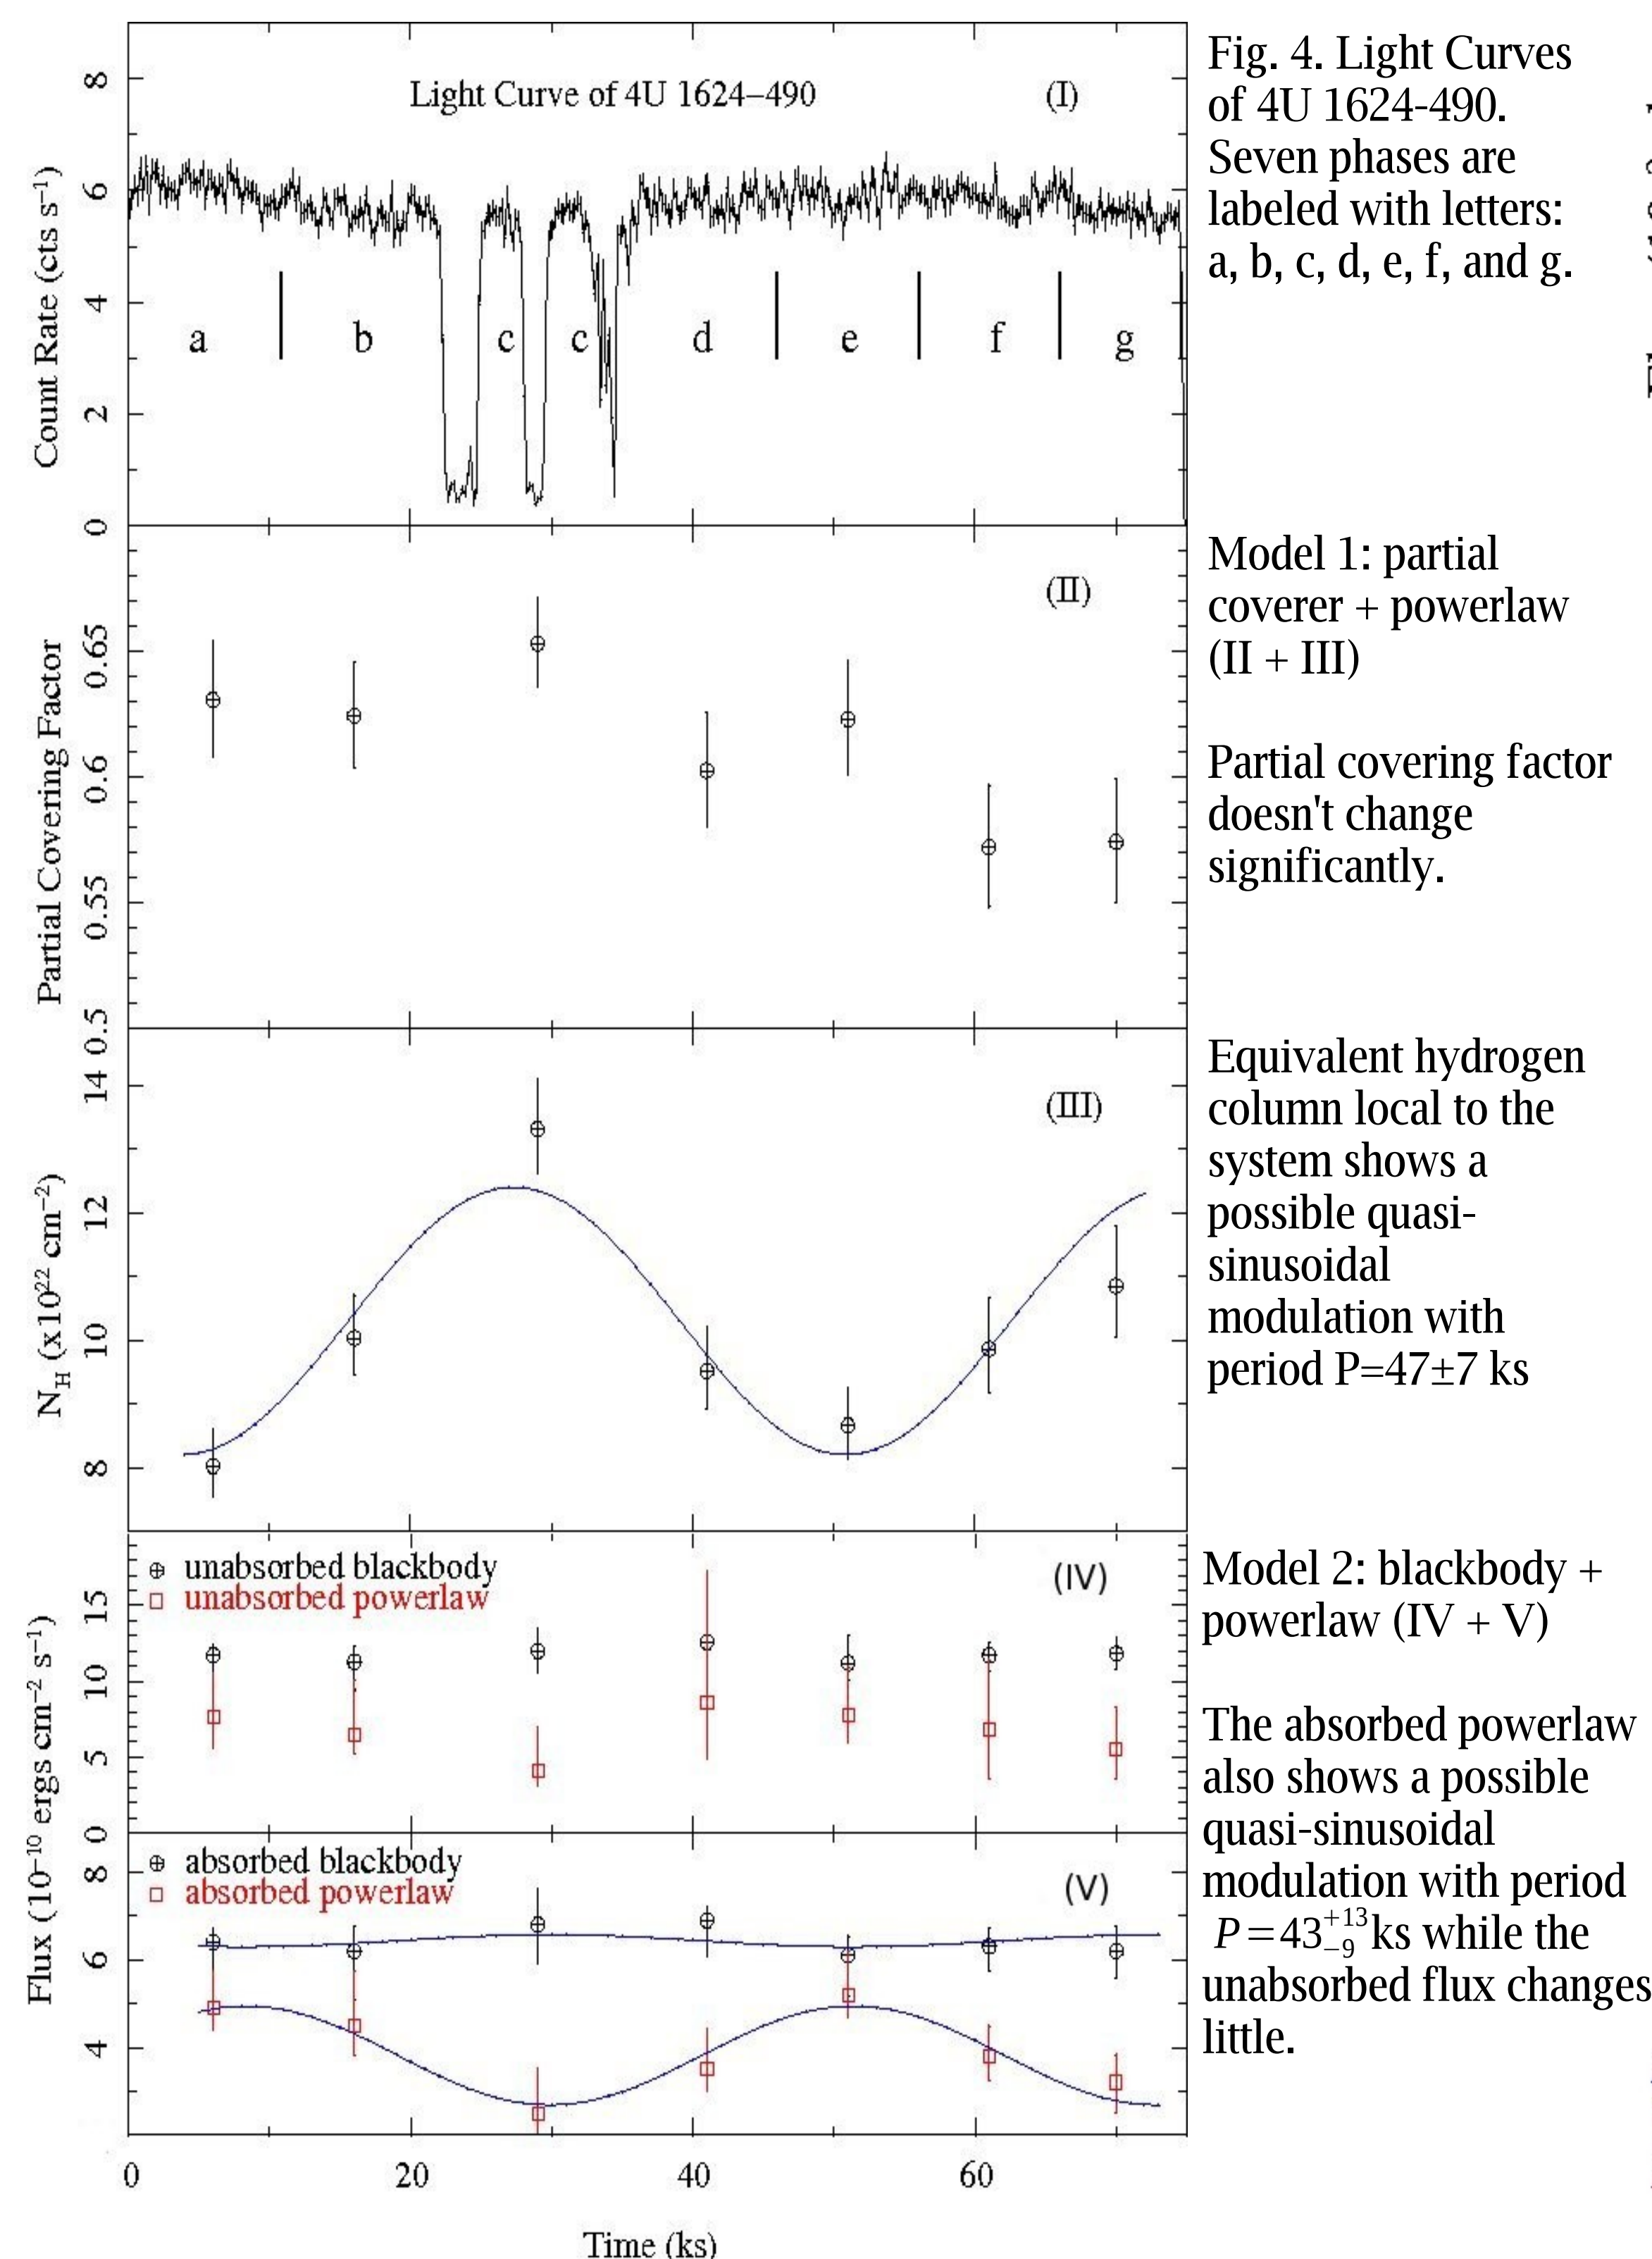 Light Curve of 4U 1624−490
(I)
Count Rate (cts s⁻¹)
8
6
4
2
0
a
b
c
c
d
e
f
g
Fig. 4. Light Curves
of 4U 1624-490.
Seven phases are
labeled with letters:
a, b, c, d, e, f, and g.
(II)
Partial Covering Factor
0.65
0.6
0.55
0.5
Model 1: partial
coverer + powerlaw
(II + III)
Partial covering factor
doesn't change
significantly.
(III)
N_H (x10²² cm⁻²)
14
12
10
8
Equivalent hydrogen
column local to the
system shows a
possible quasi-
sinusoidal
modulation with
period P=47±7 ks
unabsorbed blackbody
unabsorbed powerlaw
(IV)
Flux (10⁻¹⁰ ergs cm⁻² s⁻¹)
15
10
5
0
absorbed blackbody
absorbed powerlaw
(V)
8
6
4
Model 2: blackbody +
powerlaw (IV + V)
The absorbed powerlaw
also shows a possible
quasi-sinusoidal
modulation with period
P=43+13−9 ks while the
unabsorbed flux changes
little.
0
20
40
60
Time (ks)